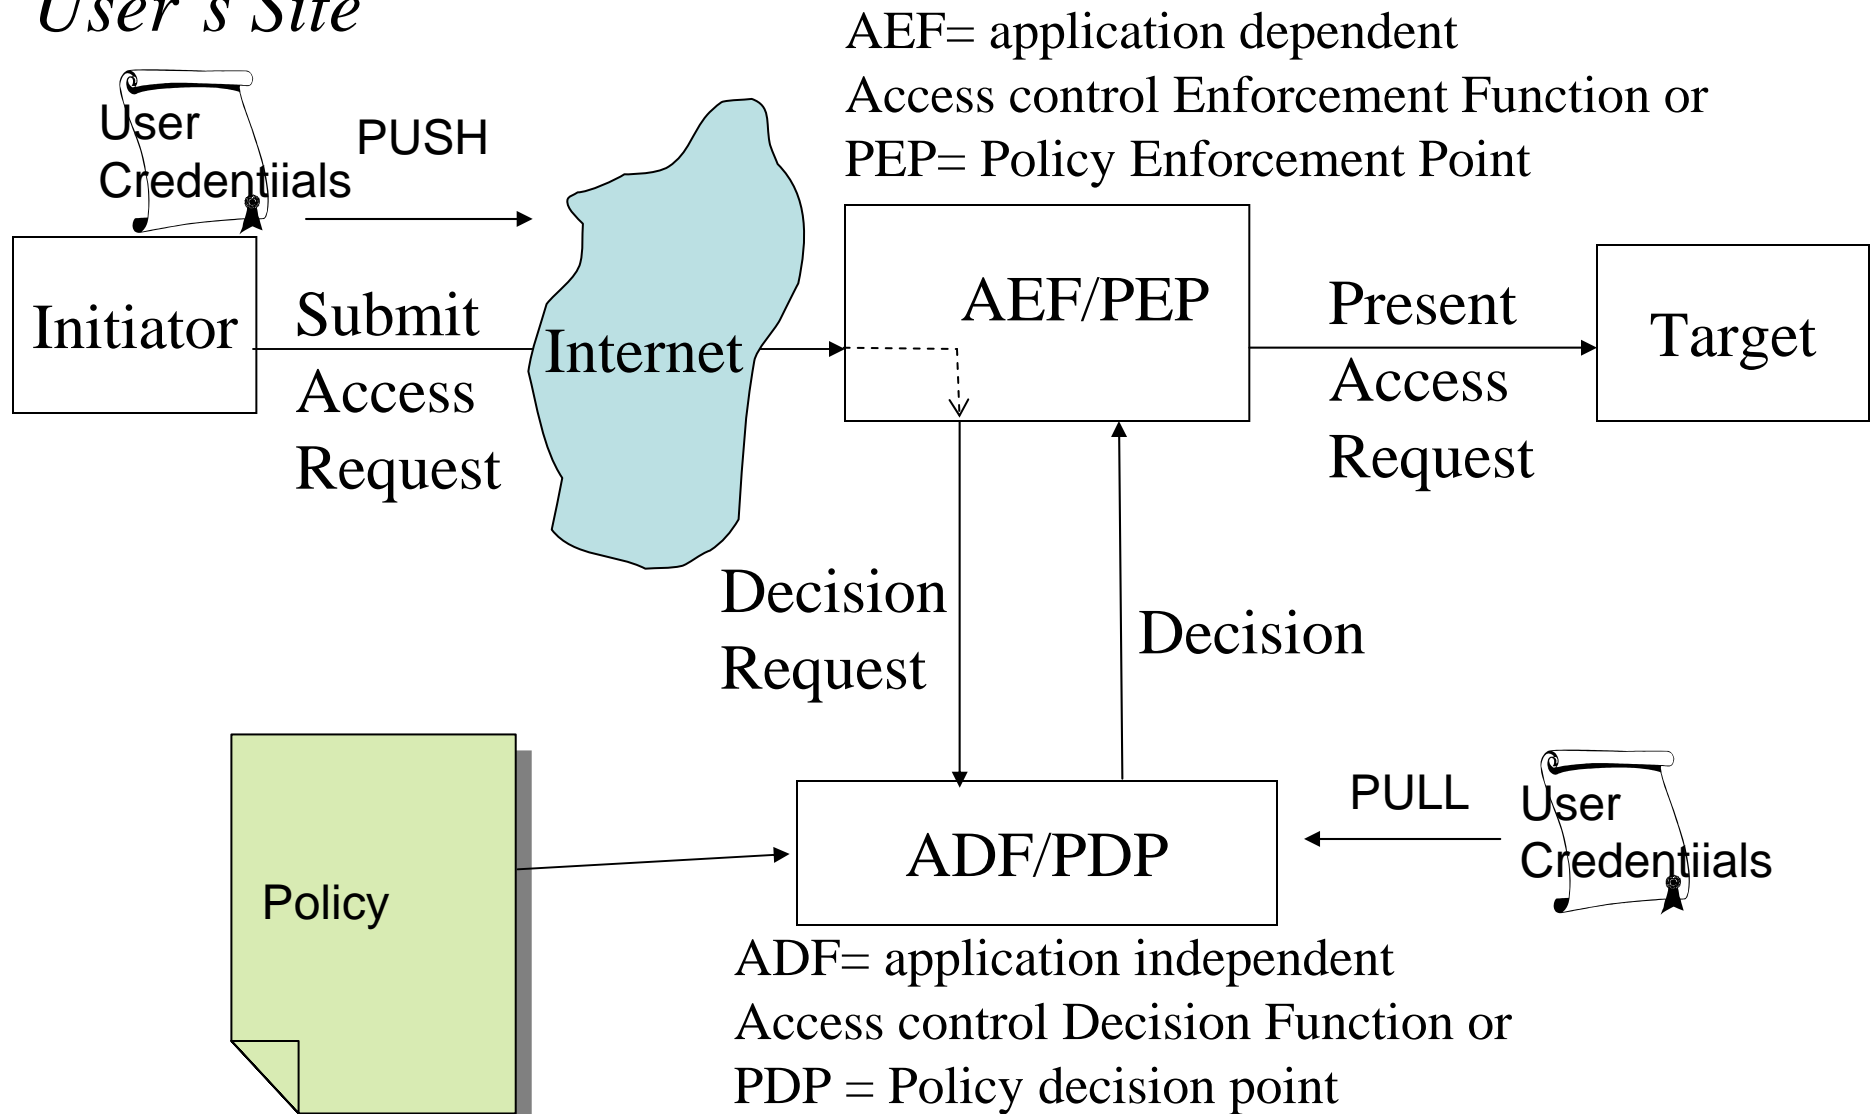 User's Site
AEF= application dependent
Access control Enforcement Function or
PEP= Policy Enforcement Point
User
Credentiials
PUSH
Initiator
Submit
Access
Request
Internet
AEF/PEP
Present
Access
Request
Target
Decision
Request
Decision
Policy
ADF/PDP
PULL
User
Credentiials
ADF= application independent
Access control Decision Function or
PDP = Policy decision point